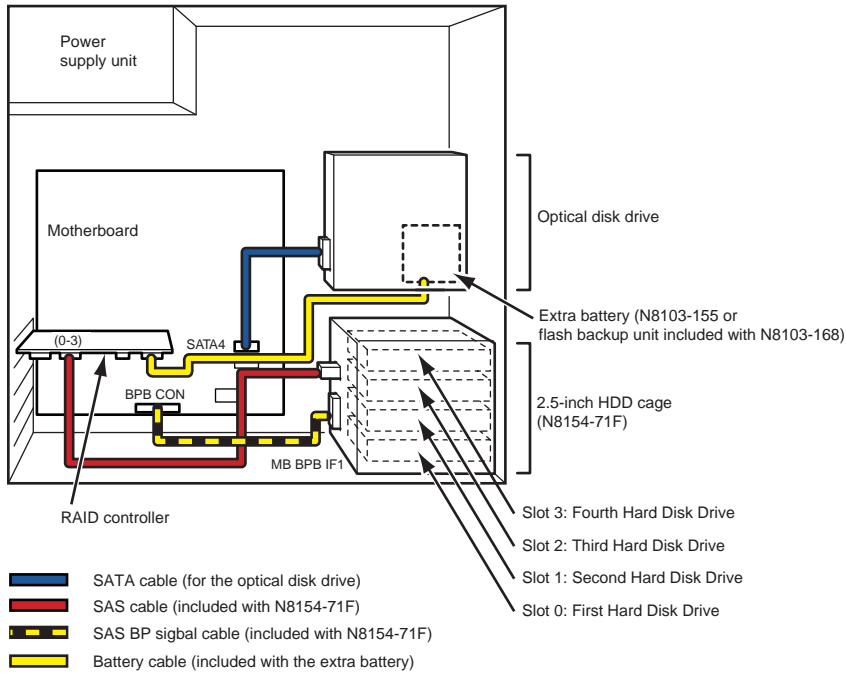 Power
supply unit
Motherboard
Optical disk drive
Extra battery (N8103-155 or
flash backup unit included with N8103-168)
(0-3)
SATA4
BPB CON
2.5-inch HDD cage
(N8154-71F)
MB BPB IF1
RAID controller
Slot 3: Fourth Hard Disk Drive
Slot 2: Third Hard Disk Drive
Slot 1: Second Hard Disk Drive
Slot 0: First Hard Disk Drive
SATA cable (for the optical disk drive)
SAS cable (included with N8154-71F)
SAS BP sigbal cable (included with N8154-71F)
Battery cable (included with the extra battery)